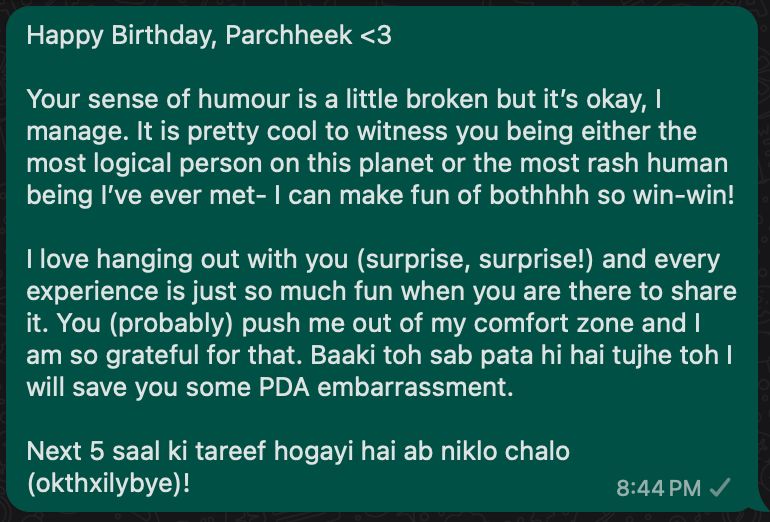 Happy Birthday, Parchheek <3
Your sense of humour is a little broken but it’s okay, I
manage. It is pretty cool to witness you being either the
most logical person on this planet or the most rash human
being I’ve ever met- I can make fun of bothhhh so win-win!
I love hanging out with you (surprise, surprise!) and every
experience is just so much fun when you are there to share
it. You (probably) push me out of my comfort zone and I
am so grateful for that. Baaki toh sab pata hi hai tujhe toh I
will save you some PDA embarrassment.
Next 5 saal ki tareef hogayi hai ab niklo chalo
(okthxilybye)!
8:44 PM